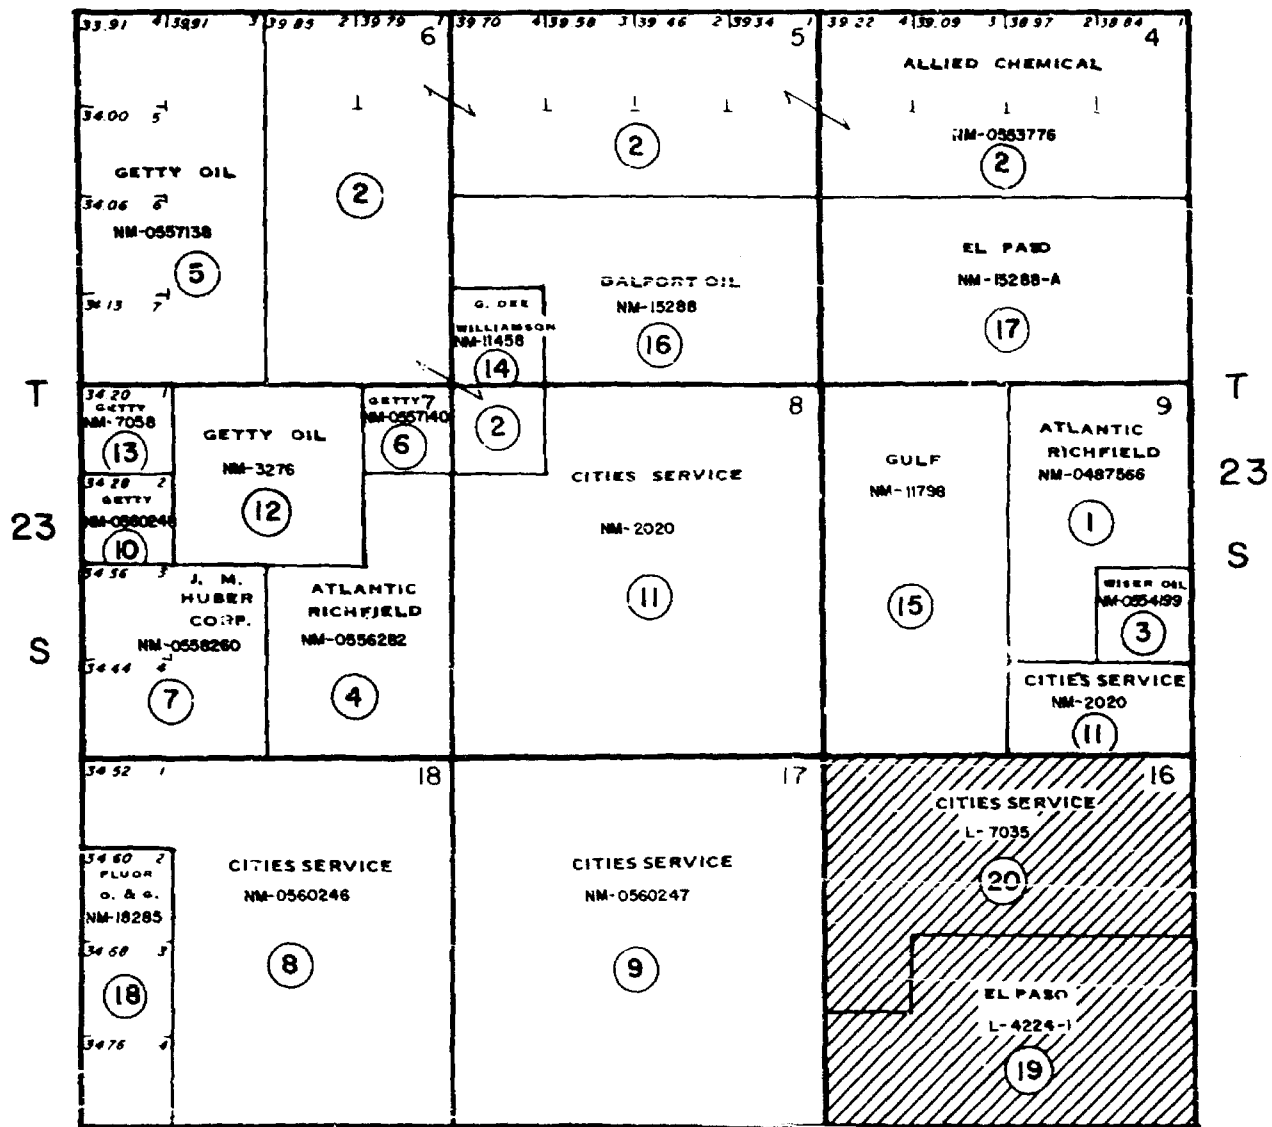 33.91 4 39.91 3 39.85 2 39.79 1 39.70 4 39.58 3 39.46 2 39.34 1 39.22 4 39.09 3 38.97 2 38.84 1
6
5
4
ALLIED CHEMICAL
NM-0553776
2
2
2
34.00 5
GETTY OIL
34.06 6
NM-0557138
5
34.13 7
EL PASO
NM-15288-A
17
DALPORT OIL
NM-15288
16
G. DEE
WILLIAMSON
NM-11458
14
T
23
S
T
23
S
34.20 1
GETTY
NM-7058
13
GETTY OIL
NM-3276
12
GETTY 7
NM-0557140
6
2
8
9
34.28 2
GETTY
10
CITIES SERVICE
NM-2020
11
GULF
NM-11798
15
ATLANTIC
RICHFIELD
NM-0487566
1
WISER OIL
NM-0554199
3
34.36 3
J. M.
HUBER
CORP.
NM-0558260
34.44 4
7
ATLANTIC
RICHFIELD
NM-0556282
4
CITIES SERVICE
NM-2020
11
34.52 1
18
17
16
34.60 2
FLUOR
O. & G.
NM-18285
34.68 3
18
34.76 4
CITIES SERVICE
NM-0560246
8
CITIES SERVICE
NM-0560247
9
CITIES SERVICE
L-7035
20
EL PASO
L-4224-1
19